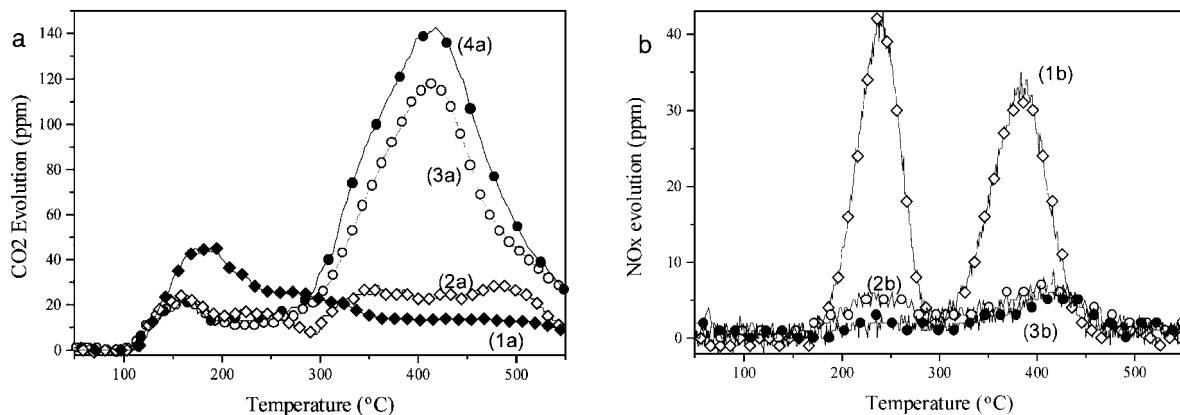 a
CO2 Evolution (ppm)
140
120
100
80
60
40
20
0
(4a)
(3a)
(2a)
(1a)
100
200
300
400
500
Temperature (°C)
b
NOx evolution (ppm)
40
30
20
10
0
(1b)
(2b)
(3b)
100
200
300
400
500
Temperature (°C)